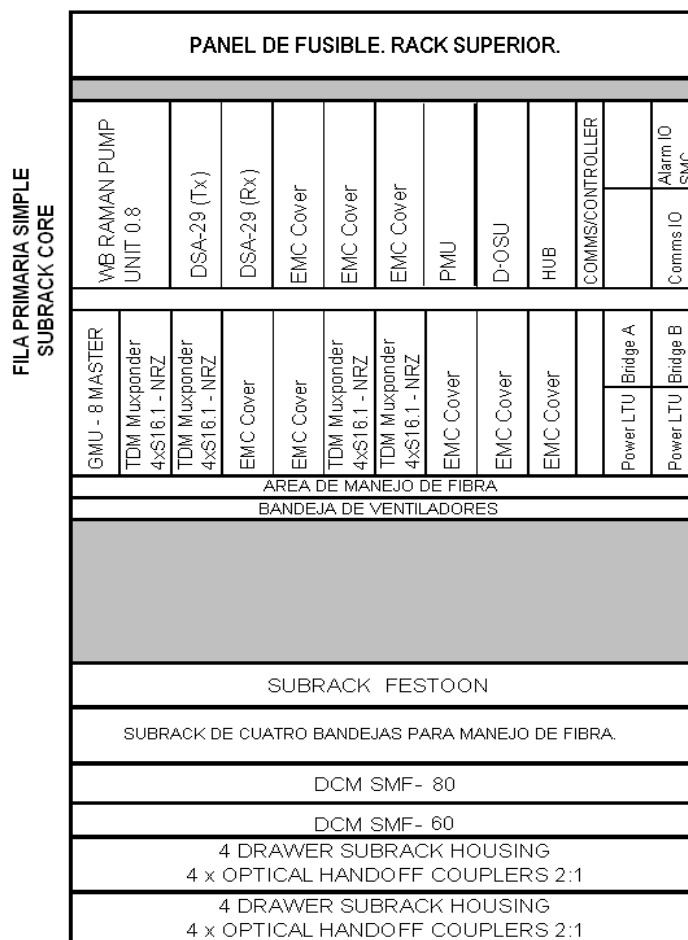 PANEL DE FUSIBLE. RACK SUPERIOR.
FILA PRIMARIA SIMPLE
SUBRACK CORE
WB RAMAN PUMP
UNIT 0.8
DSA-29 (Tx)
DSA-29 (Rx)
EMC Cover
EMC Cover
EMC Cover
PMU
D-OSU
HUB
COMMS/CONTROLLER
Alarm IO
SMC
Comms IO
GMU - 8 MASTER
TDM Muxponder
4xS16.1 - NRZ
TDM Muxponder
4xS16.1 - NRZ
EMC Cover
EMC Cover
TDM Muxponder
4xS16.1 - NRZ
TDM Muxponder
4xS16.1 - NRZ
EMC Cover
EMC Cover
EMC Cover
Bridge A
Power LTU
Bridge B
Power LTU
AREA DE MANEJO DE FIBRA
BANDEJA DE VENTILADORES
SUBRACK FESTOON
SUBRACK DE CUATRO BANDEJAS PARA MANEJO DE FIBRA.
DCM SMF- 80
DCM SMF- 60
4 DRAWER SUBRACK HOUSING
4 x OPTICAL HANDOFF COUPLERS 2:1
4 DRAWER SUBRACK HOUSING
4 x OPTICAL HANDOFF COUPLERS 2:1